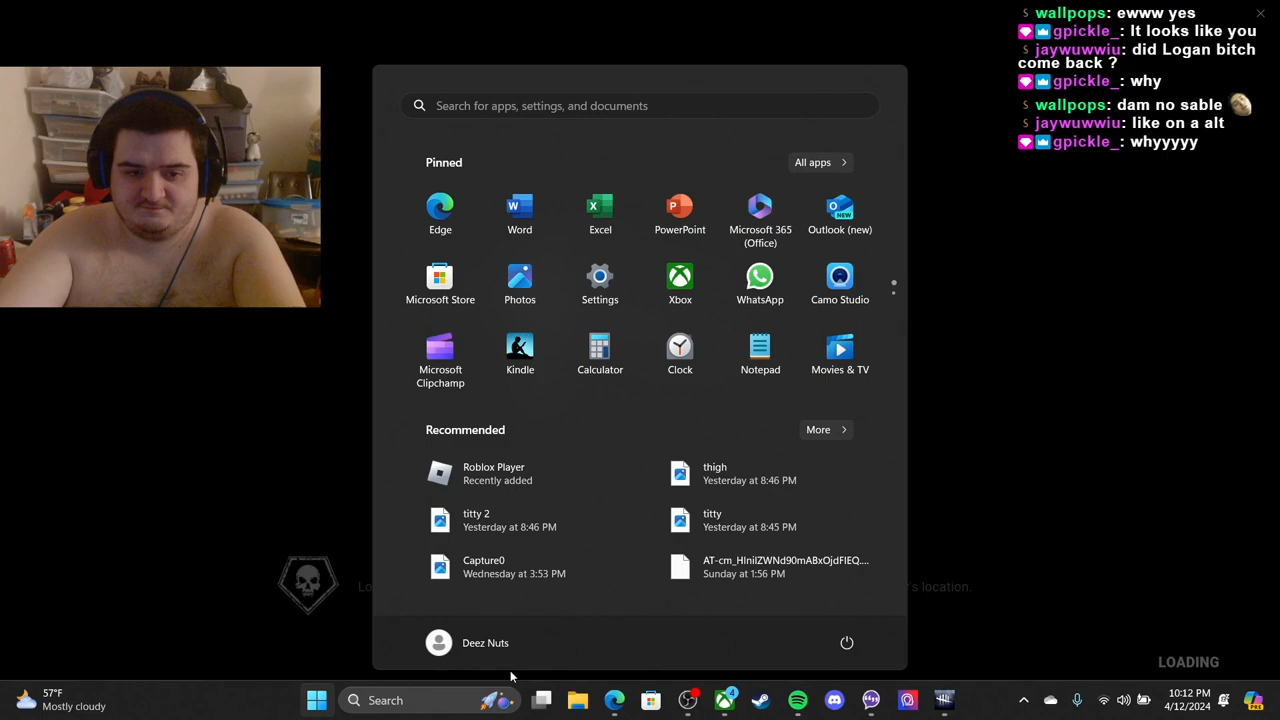 wallpops: ewww yes
gpickle_: It looks like you
jaywuwwiu: did Logan bitch
come back ?
gpickle_: why
wallpops: dam no sable
jaywuwwiu: like on a alt
gpickle_: whyyyyy
Search for apps, settings, and documents
Pinned
All apps
Edge
Word
Excel
PowerPoint
Microsoft 365
(Office)
Outlook (new)
Microsoft Store
Photos
Settings
Xbox
WhatsApp
Camo Studio
Microsoft
Clipchamp
Kindle
Calculator
Clock
Notepad
Movies & TV
Recommended
More
Roblox Player
Recently added
thigh
Yesterday at 8:46 PM
titty 2
Yesterday at 8:46 PM
titty
Yesterday at 8:45 PM
Capture0
Wednesday at 3:53 PM
Sunday at 1:56 PM
Lo
's location.
Deez Nuts
LOADING
57°F
Mostly cloudy
Search
4
10:12 PM
4/12/2024